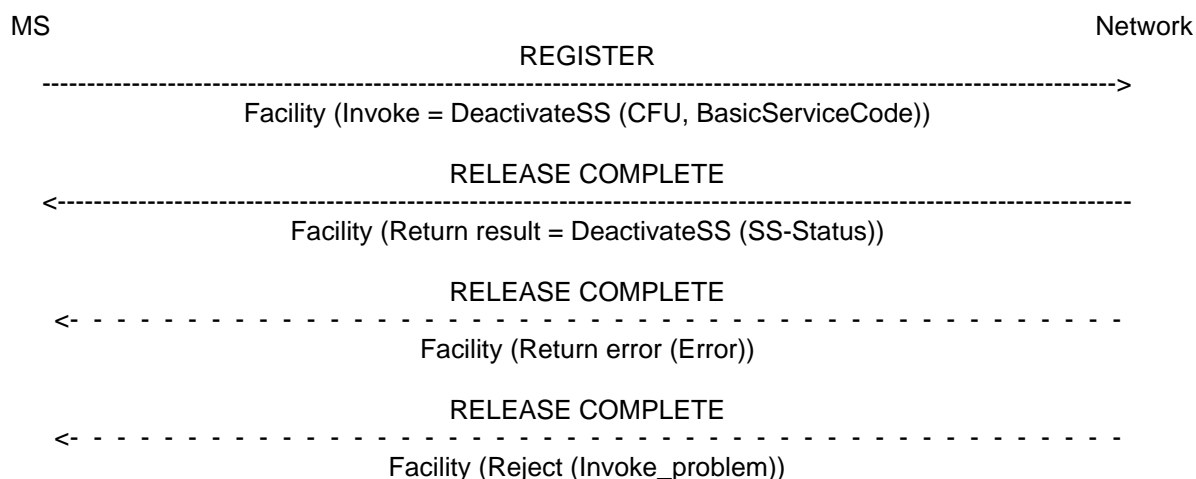 MS Network
REGISTER
Facility (Invoke = DeactivateSS (CFU, BasicServiceCode))
RELEASE COMPLETE
Facility (Return result = DeactivateSS (SS-Status))
RELEASE COMPLETE
Facility (Return error (Error))
RELEASE COMPLETE
Facility (Reject (Invoke_problem))